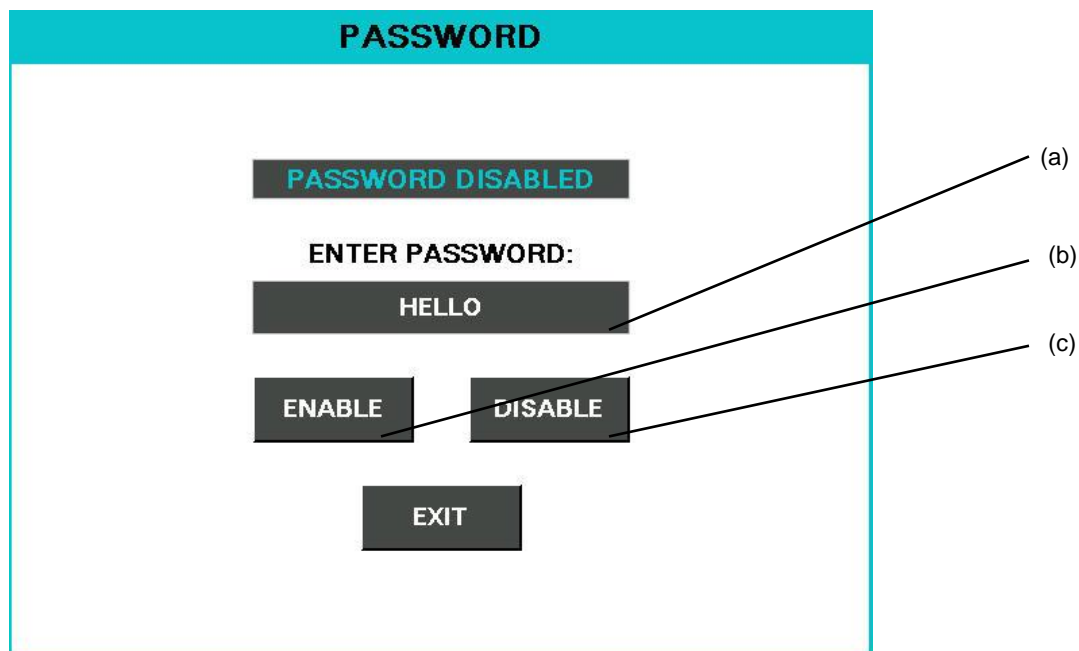 PASSWORD
PASSWORD DISABLED
(a)
ENTER PASSWORD:
(b)
HELLO
(c)
ENABLE DISABLE
EXIT